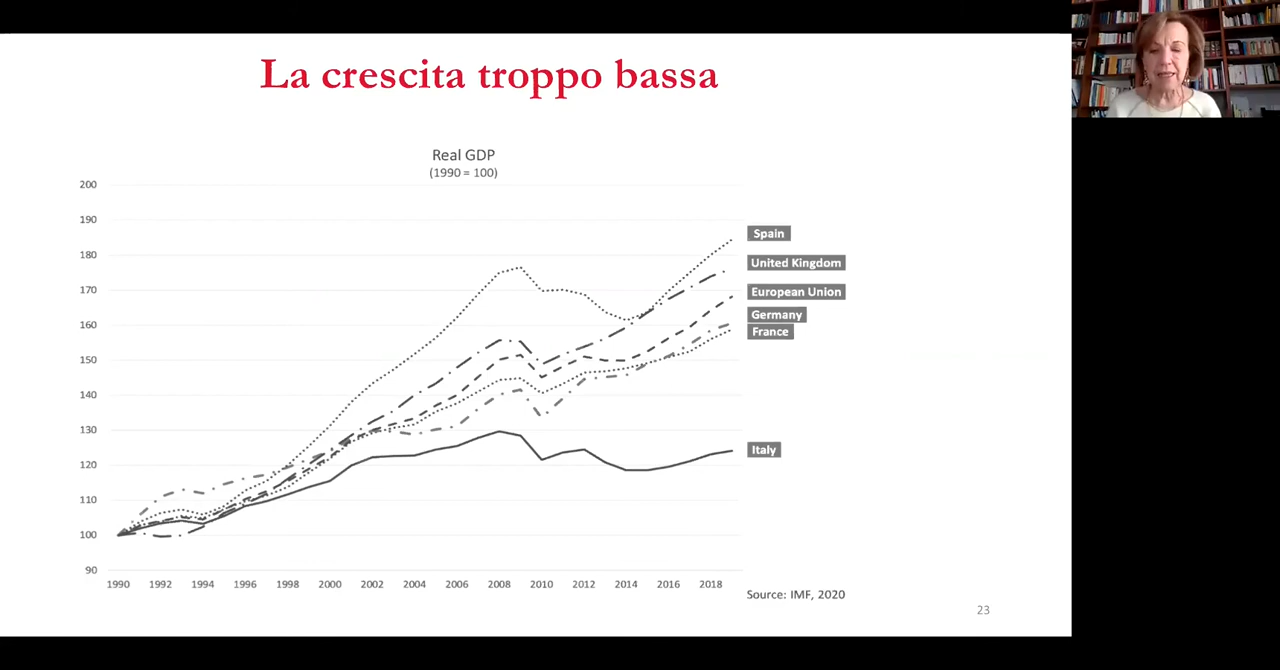 La crescita troppo bassa
Real GDP
(1990 = 100)
200
190
180
170
160
150
140
130
120
110
100
90
Spain
United Kingdom
European Union
Germany
France
Italy
1990 1992 1994 1996 1998 2000 2002 2004 2006 2008 2010 2012 2014 2016 2018
Source: IMF, 2020
23